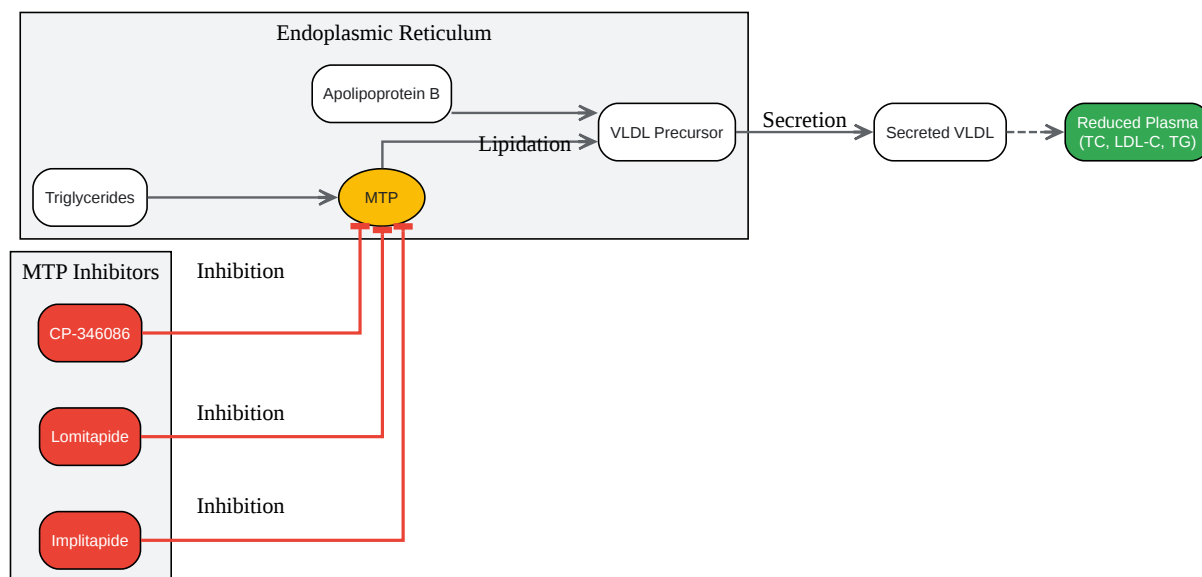 Endoplasmic Reticulum
Apolipoprotein B
VLDL Precursor
Secretion
Secreted VLDL
Reduced Plasma
(TC, LDL-C, TG)
Lipidation
Triglycerides
MTP
MTP Inhibitors
Inhibition
CP-346086
Inhibition
Lomitapide
Inhibition
Implitapide